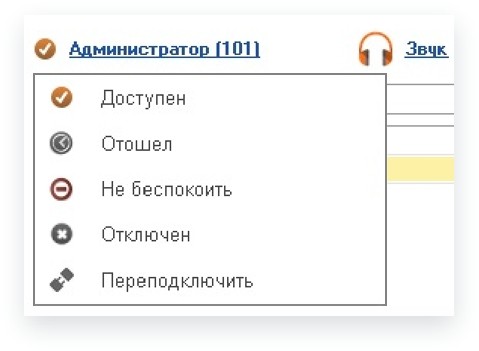 Администратор (101) Звук
Доступен
Отошел
Не беспокоить
Отключен
Переподключить